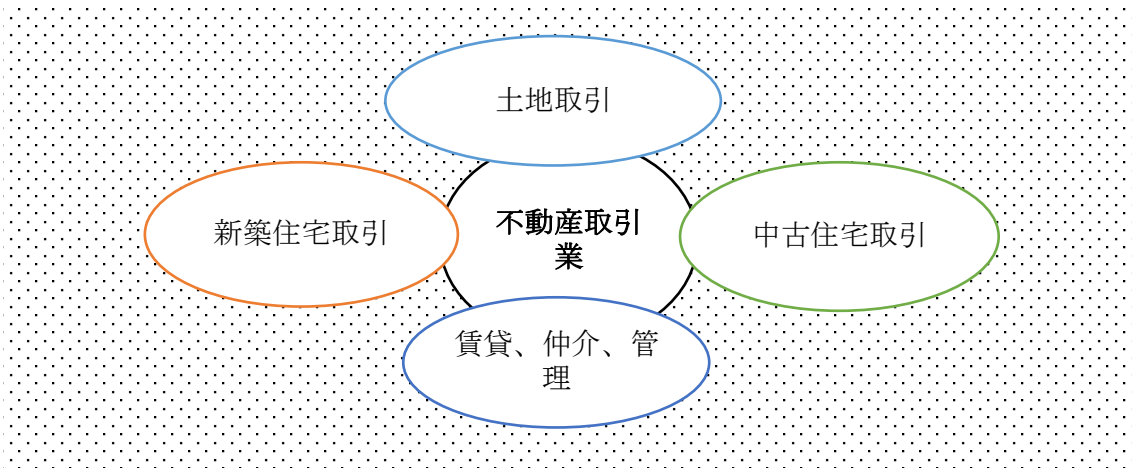 土地取引
新築住宅取引
不動産取引
業
中古住宅取引
賃貸、仲介、管
理